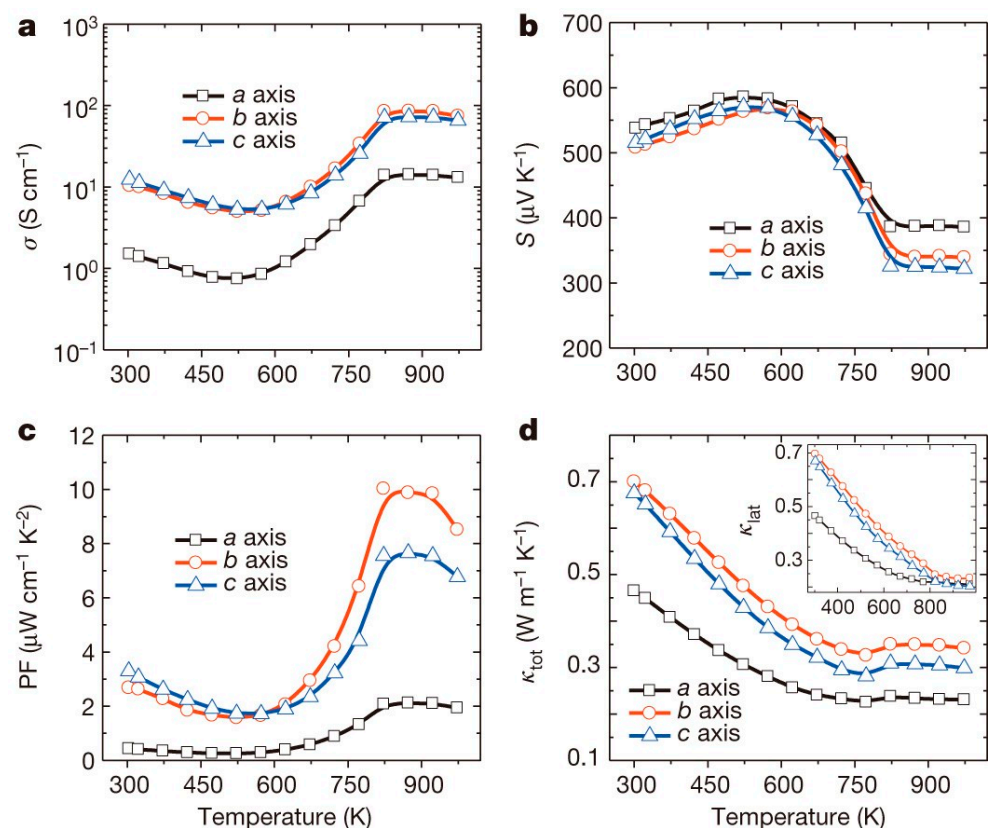 a
σ (S cm⁻¹)
10³
10²
10¹
10⁰
10⁻¹
a axis
b axis
c axis
300 450 600 750 900
b
S (μV K⁻¹)
700
600
500
400
300
200
a axis
b axis
c axis
300 450 600 750 900
c
PF (μW cm⁻¹ K⁻²)
12
10
8
6
4
2
0
a axis
b axis
c axis
300 450 600 750 900
Temperature (K)
d
κtot (W m⁻¹ K⁻¹)
0.7
0.5
0.3
0.1
κlat
0.7
0.5
0.3
400 600 800
a axis
b axis
c axis
300 450 600 750 900
Temperature (K)